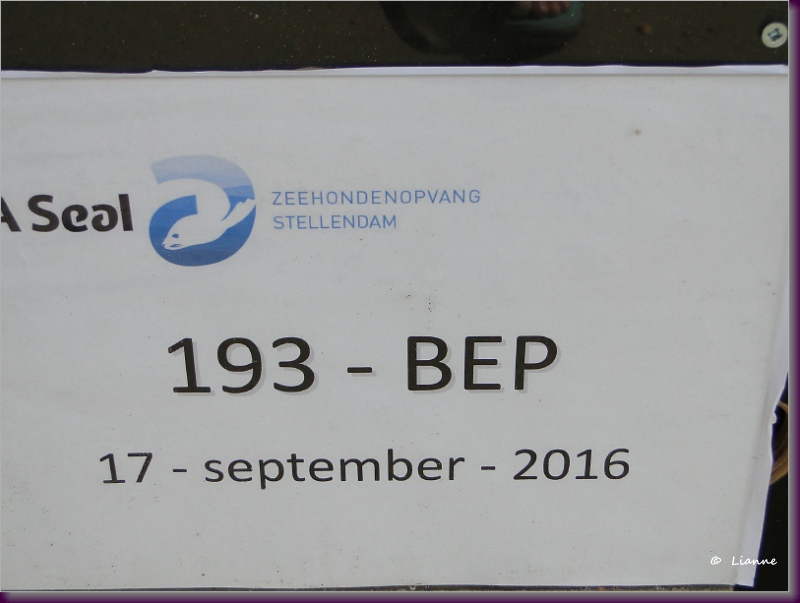 A Seal
ZEEHONDENOPVANG
STELLENDAM
193 - BEP
17 - september - 2016
© Lianne